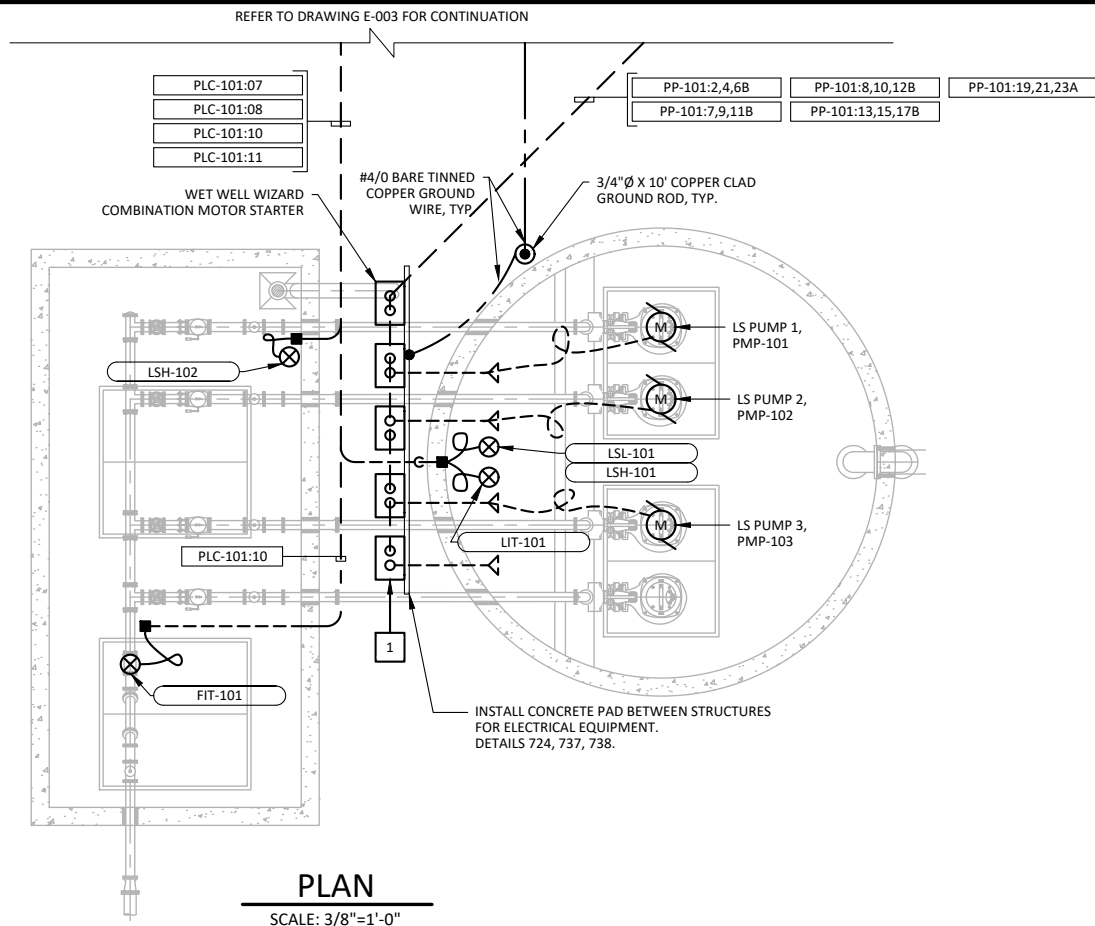 REFER TO DRAWING E-003 FOR CONTINUATION
PLC-101:07
PLC-101:08
PLC-101:10
PLC-101:11
PP-101:2,4,6B
PP-101:8,10,12B
PP-101:19,21,23A
PP-101:7,9,11B
PP-101:13,15,17B
WET WELL WIZARD
COMBINATION MOTOR STARTER
#4/0 BARE TINNED
COPPER GROUND
WIRE, TYP.
3/4"Ø X 10' COPPER CLAD
GROUND ROD, TYP.
M
LS PUMP 1,
PMP-101
LSH-102
M
LS PUMP 2,
PMP-102
LSL-101
LSH-101
M
LS PUMP 3,
PMP-103
LIT-101
PLC-101:10
1
FIT-101
INSTALL CONCRETE PAD BETWEEN STRUCTURES
FOR ELECTRICAL EQUIPMENT.
DETAILS 724, 737, 738.
PLAN
SCALE: 3/8"=1'-0"